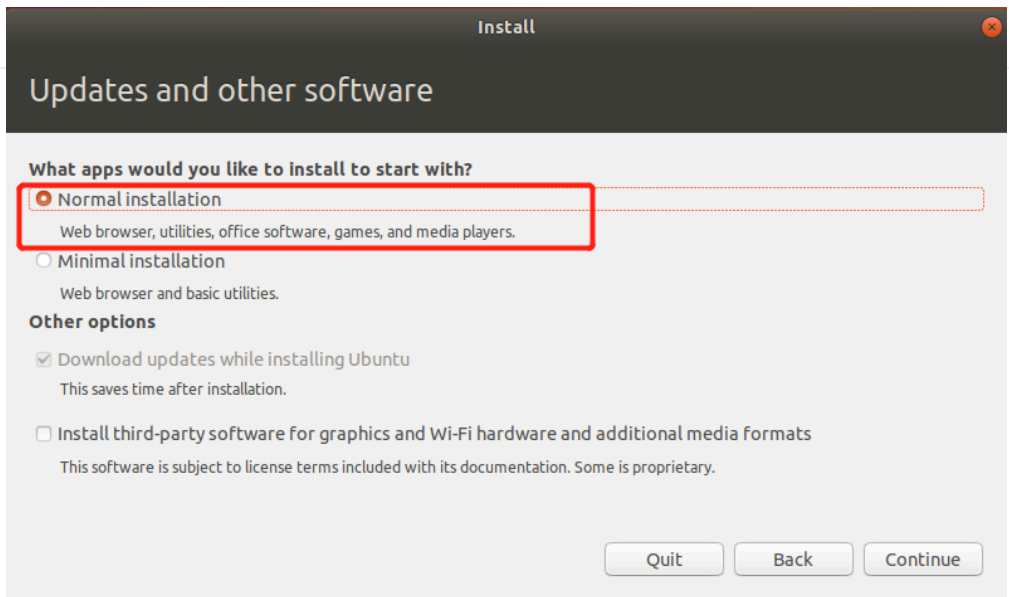 Install
Updates and other software
What apps would you like to install to start with?
Normal installation
Web browser, utilities, office software, games, and media players.
Minimal installation
Web browser and basic utilities.
Other options
Download updates while installing Ubuntu
This saves time after installation.
Install third-party software for graphics and Wi-Fi hardware and additional media formats
This software is subject to license terms included with its documentation. Some is proprietary.
Quit Back Continue